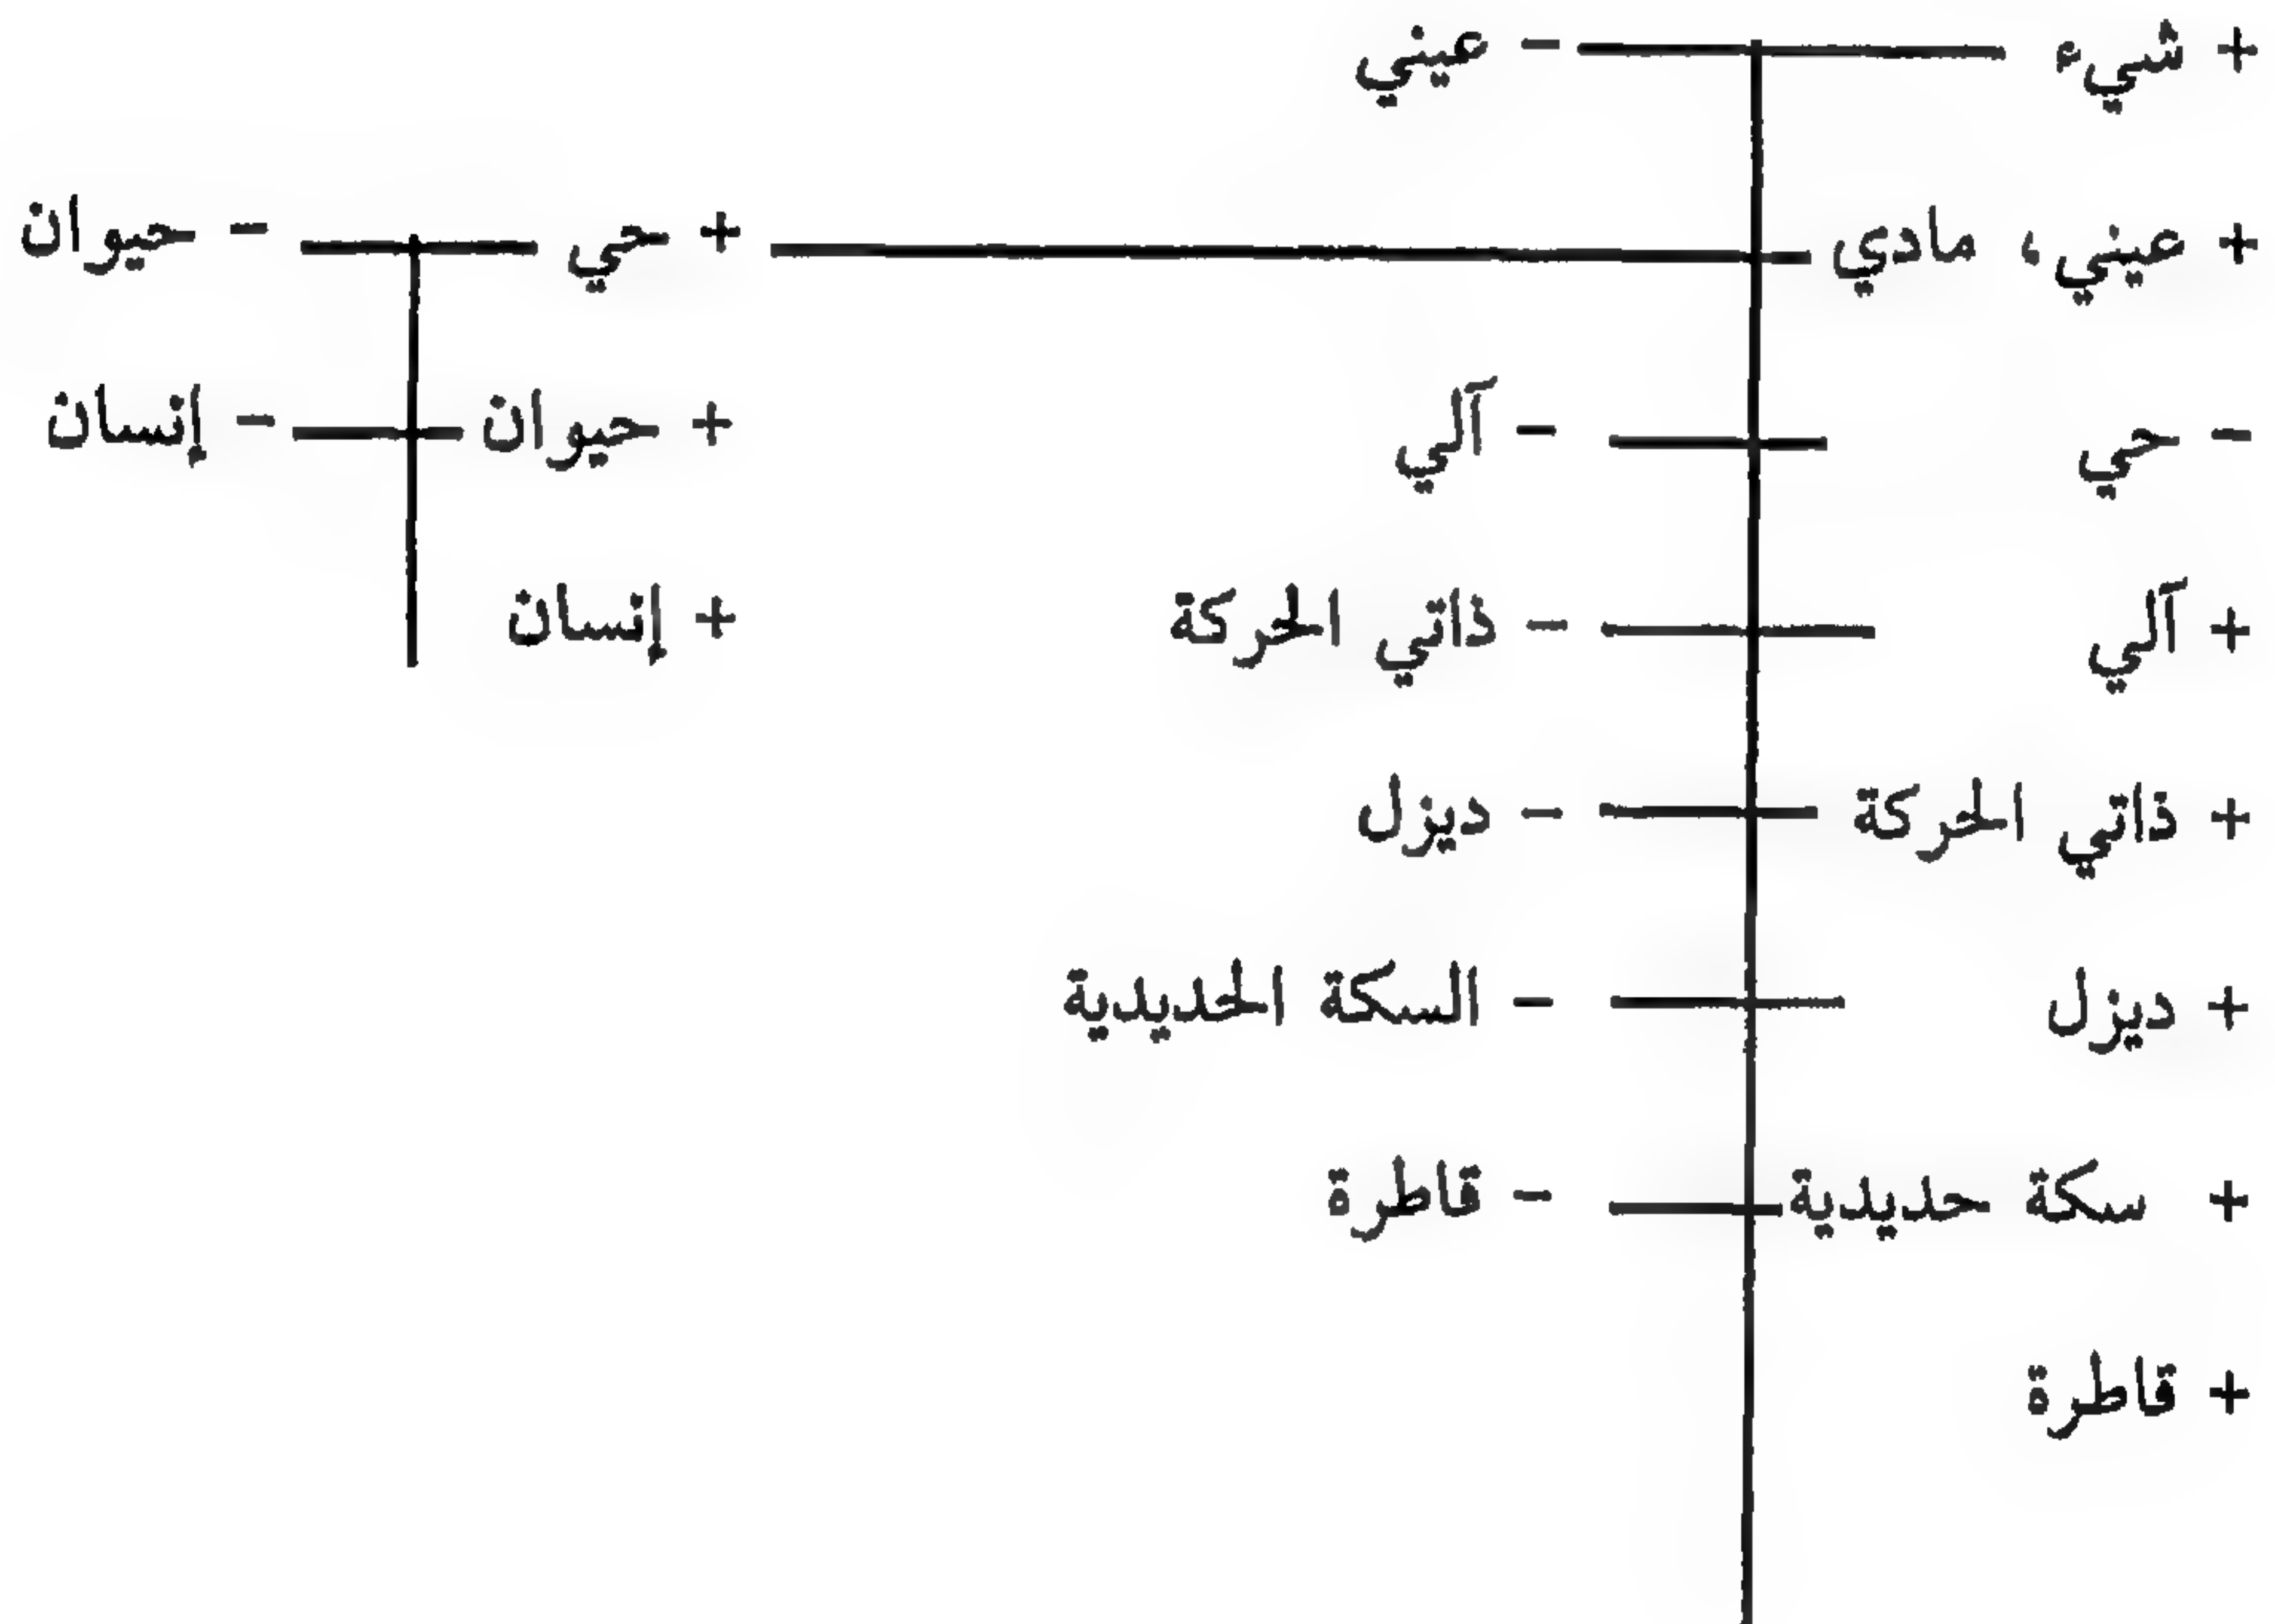 + شيء - عيني
+ عيني، مادي + حي - حيوان
- حي - آلي + حيوان - إنسان
+ آلي - ذاتي الحركة + إنسان
+ ذاتي الحركة - ديزل
+ ديزل - السكة الحديدية
+ سكة حديدية - قاطرة
+ قاطرة